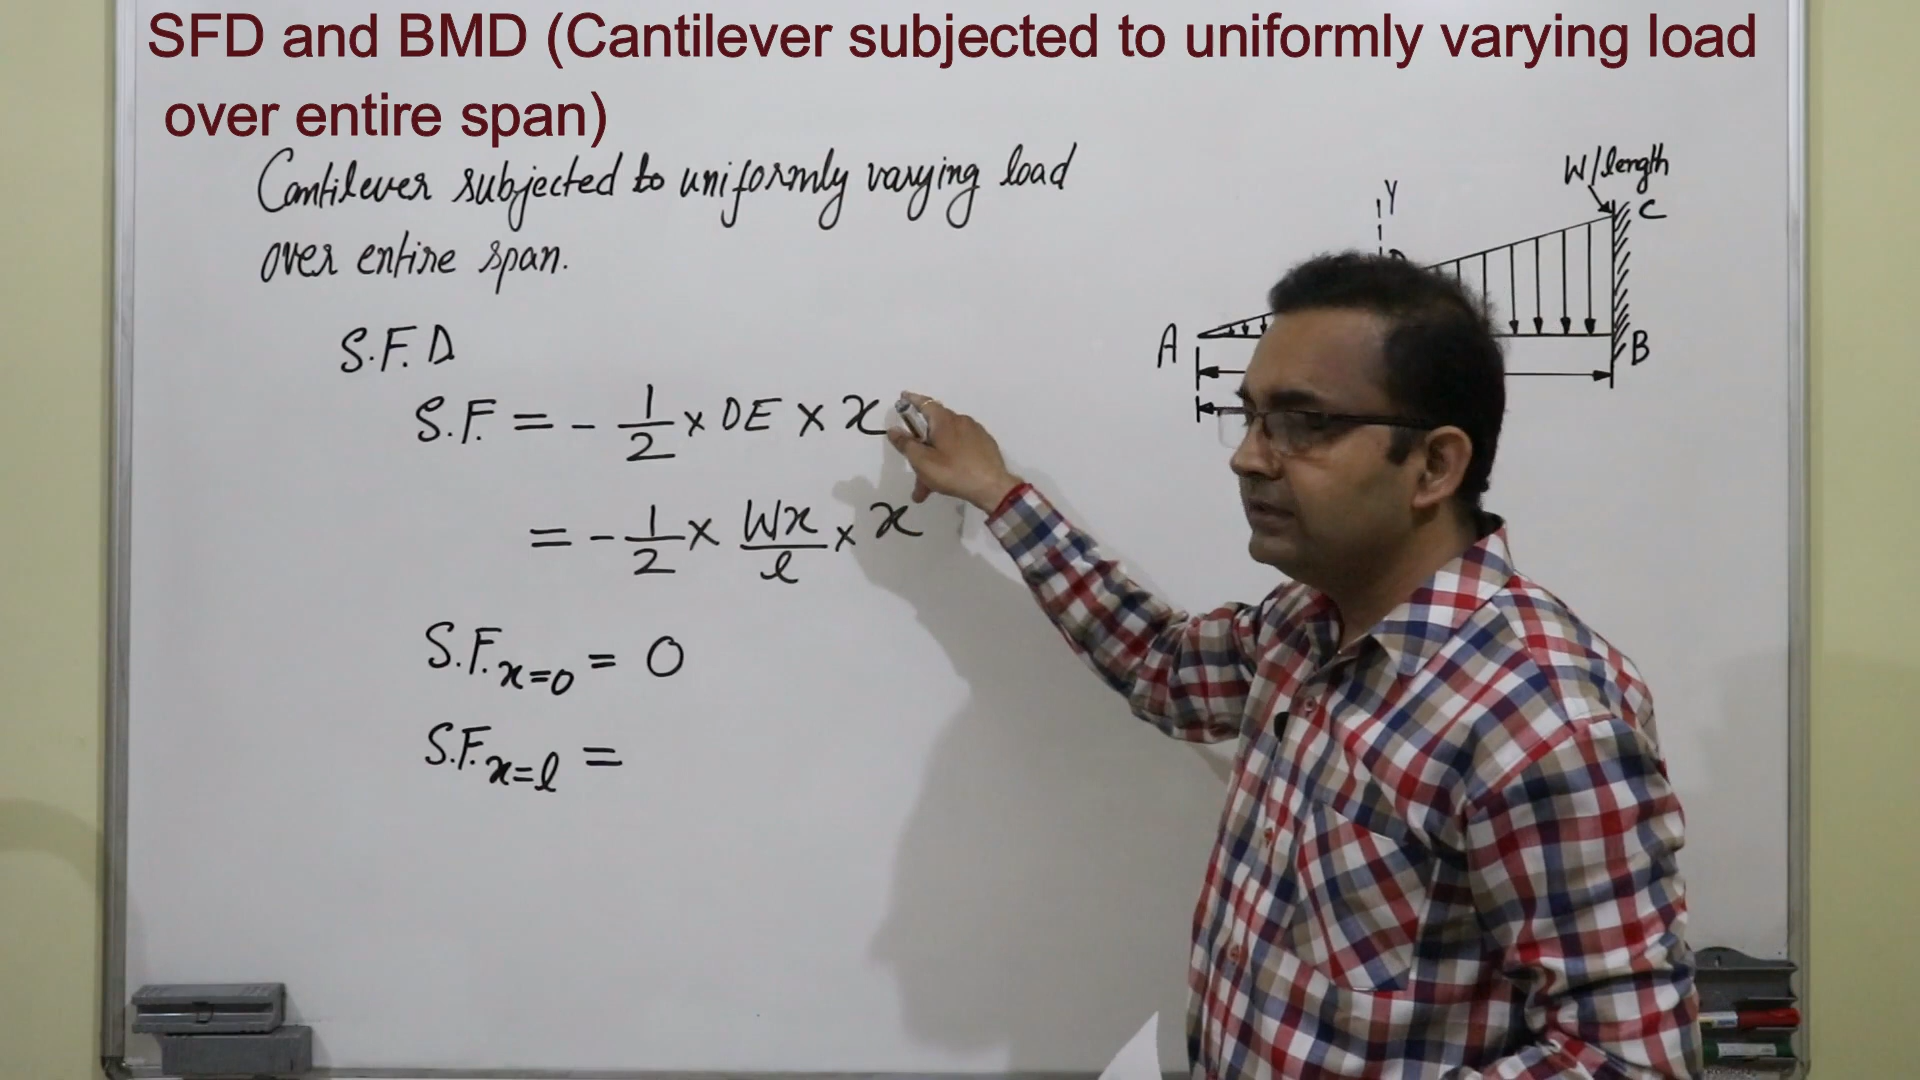 SFD and BMD (Cantilever subjected to uniformly varying load
over entire span)
Cantilever subjected to uniformly varying load
over entire span.
W/length
Y
C
A
B
S.F.D
S.F. = - 1/2 × DE × x
= - 1/2 × Wx/l × x
S.F. x=0 = 0
S.F. x=l =